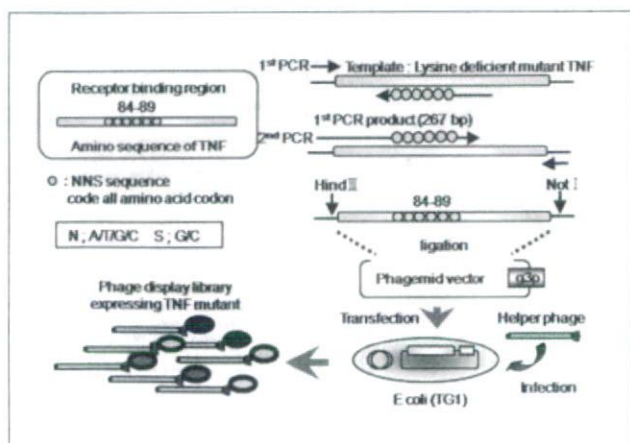 1st PCR
Template : Lysine deficient mutant TNF
Receptor binding region
84-89
Amino sequence of TNF
1st PCR product (267 bp)
2nd PCR
: NNS sequence
code all amino acid codon
N ; A/T/G/C S ; G/C
Hind III
Not I
84-89
ligation
Phagemid vector
g3p
Phage display library
expressing TNF mutant
Transfection
Helper phage
Infection
E coli (TG1)